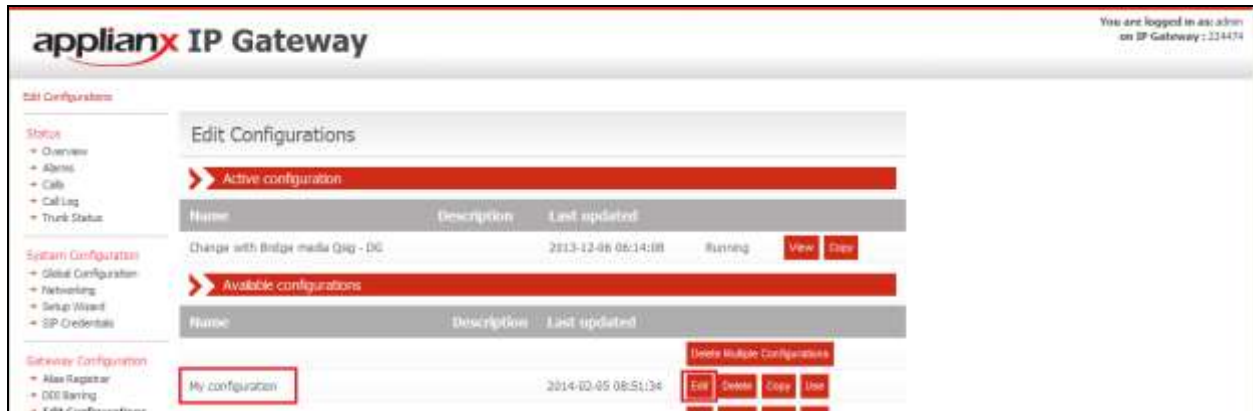 applianx IP Gateway
You are logged in as: admin
on IP Gateway : 224474
Edit Configurations
Status
Overview
Alarms
Calls
Call Log
Trunk Status
System Configuration
Global Configuration
Networking
Setup Wizard
SIP Credentials
Gateway Configuration
Alias Registrar
DDI Barring
Edit Configurations
Edit Configurations
Active configuration
Name Description Last updated
Change with Bridge media Qsig - DG 2013-12-06 06:14:08 Running View Copy
Available configurations
Name Description Last updated
Delete Multiple Configurations
My configuration 2014-02-05 08:51:34 Edit Delete Copy Use